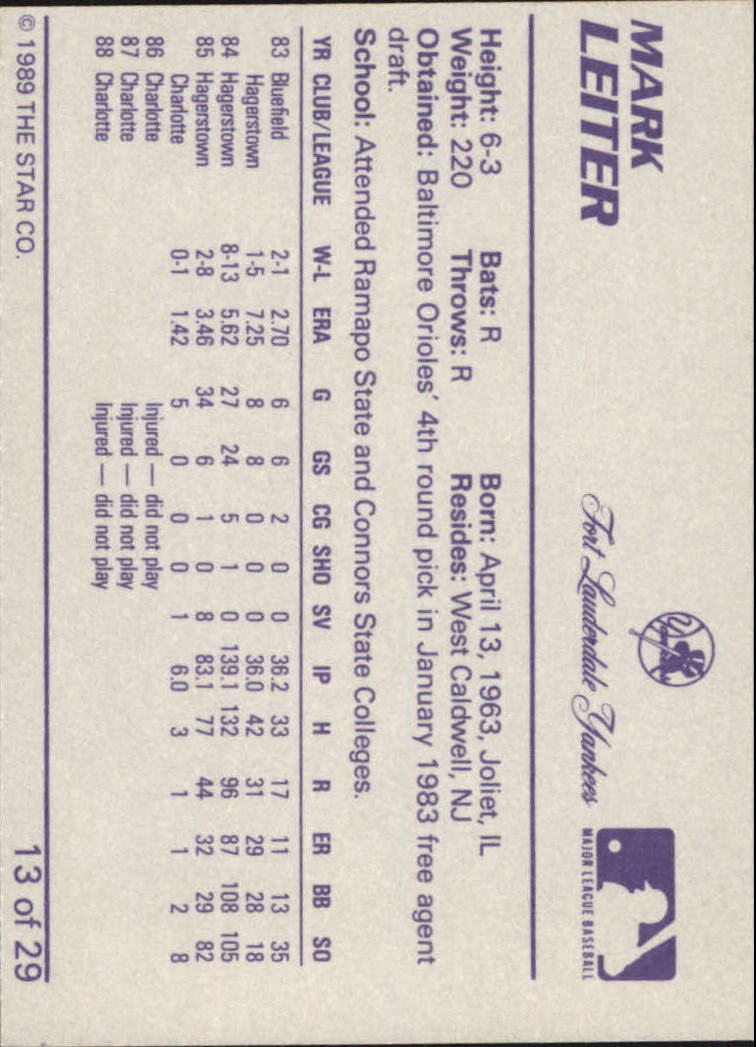 MARK
LEITER
Fort Lauderdale Yankees
MAJOR LEAGUE BASEBALL
Height: 6-3 Bats: R Born: April 13, 1963, Joliet, IL
Weight: 220 Throws: R Resides: West Caldwell, NJ
Obtained: Baltimore Orioles' 4th round pick in January 1983 free agent
draft.
School: Attended Ramapo State and Connors State Colleges.
YR CLUB/LEAGUE W-L ERA G GS CG SHO SV IP H R ER BB SO
83 Bluefield 2-1 2.70 6 6 2 0 0 36.2 33 17 11 13 35
Hagerstown 1-5 7.25 8 8 0 0 0 36.0 42 31 29 28 18
84 Hagerstown 8-13 5.62 27 24 5 1 0 139.1 132 96 87 108 105
85 Hagerstown 2-8 3.46 34 6 1 0 8 83.1 77 44 32 29 82
Charlotte 0-1 1.42 5 0 0 0 1 6.0 3 1 1 2 8
86 Charlotte Injured — did not play
87 Charlotte Injured — did not play
88 Charlotte Injured — did not play
© 1989 THE STAR CO. 13 of 29